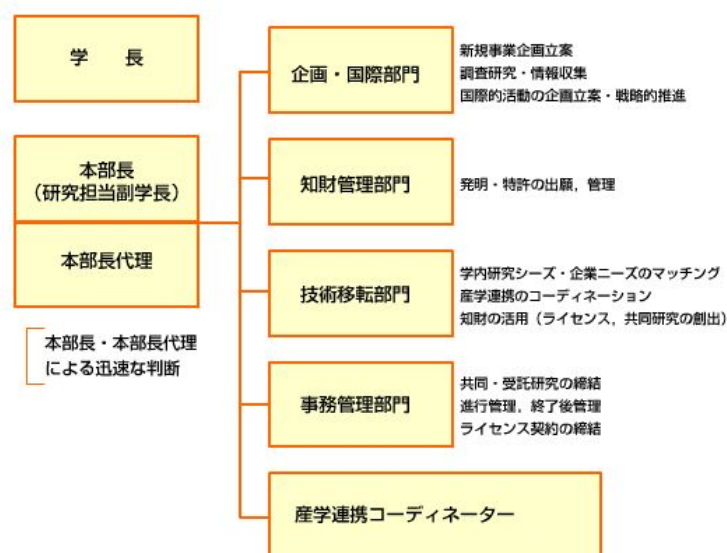 学　長
本部長
（研究担当副学長）
本部長代理
本部長・本部長代理
による迅速な判断
企画・国際部門
新規事業企画立案
調査研究・情報収集
国際的活動の企画立案・戦略的推進
知財管理部門
発明・特許の出願，管理
技術移転部門
学内研究シーズ・企業ニーズのマッチング
産学連携のコーディネーション
知財の活用（ライセンス，共同研究の創出）
事務管理部門
共同・受託研究の締結
進行管理，終了後管理
ライセンス契約の締結
産学連携コーディネーター